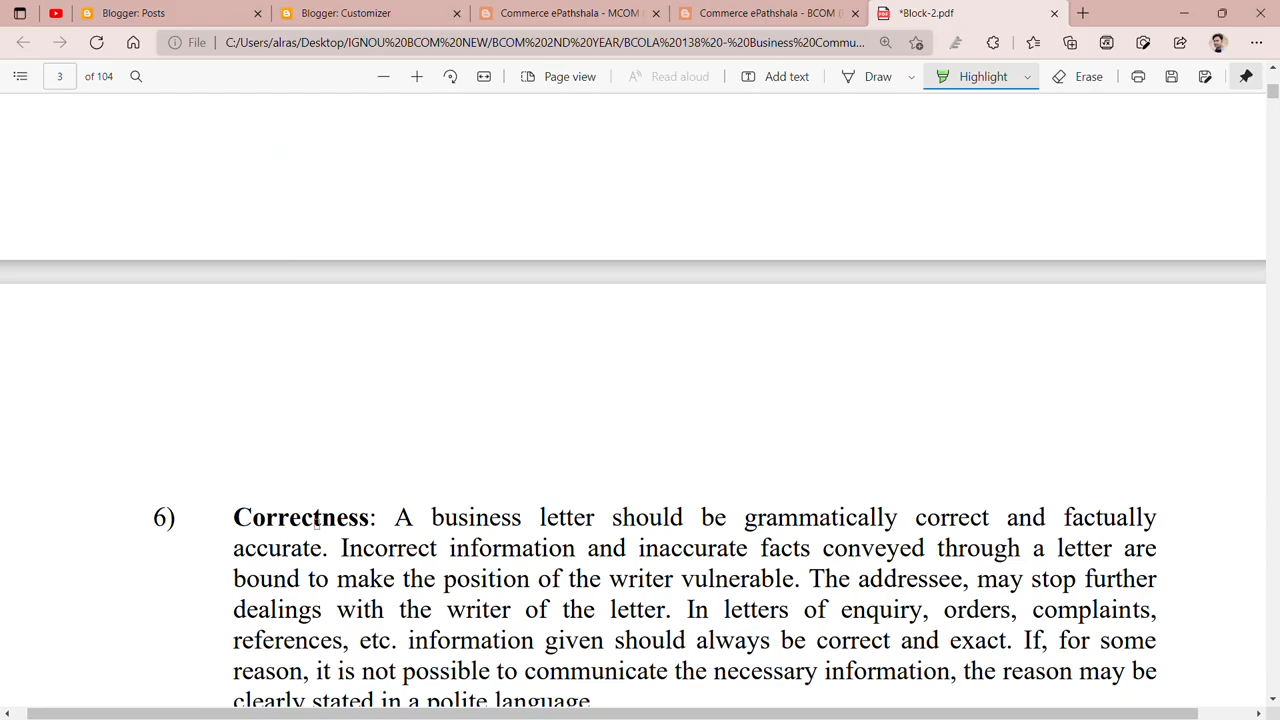 Blogger: Posts
Blogger: Customizer
Commerce ePathshala - MCOM
Commerce ePathshala - BCOM (
*Block-2.pdf
File
C:/Users/alras/Desktop/IGNOU%20BCOM%20NEW/BCOM%202ND%20YEAR/BCOLA%20138%20-%20Business%20Commu...
3 of 104
Page view
Read aloud
Add text
Draw
Highlight
Erase
6) Correctness: A business letter should be grammatically correct and factually
accurate. Incorrect information and inaccurate facts conveyed through a letter are
bound to make the position of the writer vulnerable. The addressee, may stop further
dealings with the writer of the letter. In letters of enquiry, orders, complaints,
references, etc. information given should always be correct and exact. If, for some
reason, it is not possible to communicate the necessary information, the reason may be
clearly stated in a polite language.